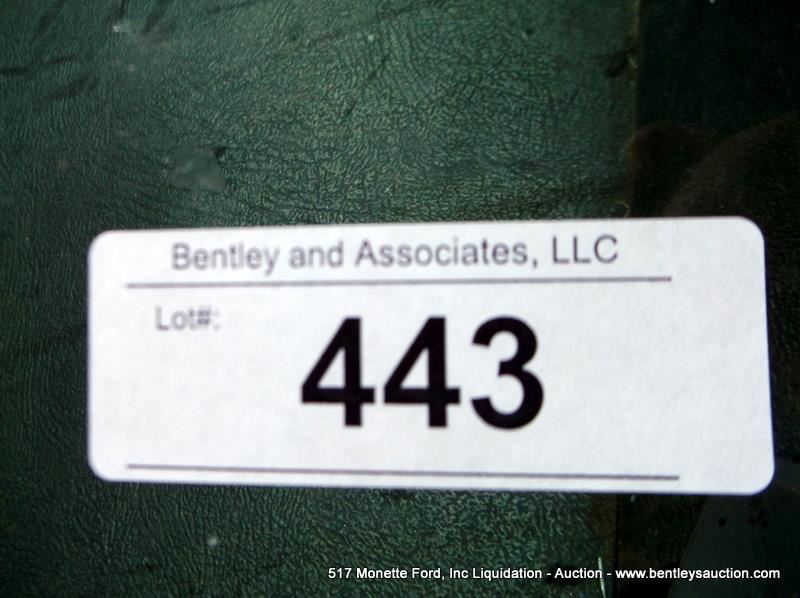 Bentley and Associates, LLC
Lot#:
443
517 Monette Ford, Inc Liquidation - Auction - www.bentleysauction.com